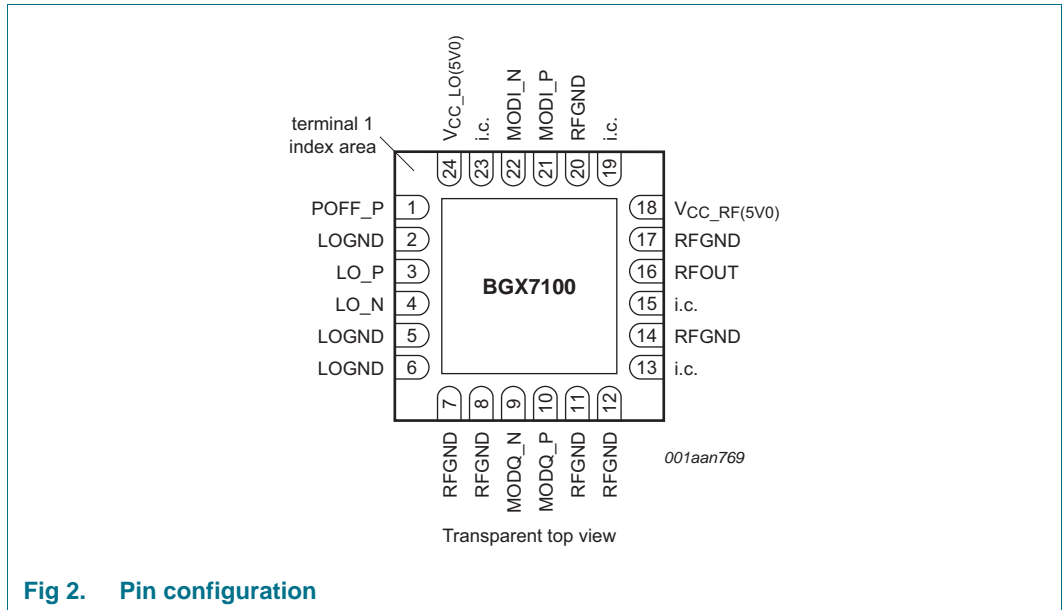 VCC_LO(5V0)
i.c.
MODI_N
MODI_P
RFGND
i.c.
terminal 1
index area
24 23 22 21 20 19
POFF_P 1
LOGND 2
LO_P 3
LO_N 4
LOGND 5
LOGND 6
BGX7100
18 VCC_RF(5V0)
17 RFGND
16 RFOUT
15 i.c.
14 RFGND
13 i.c.
7 8 9 10 11 12
RFGND
RFGND
MODQ_N
MODQ_P
RFGND
RFGND
001aan769
Transparent top view
Fig 2. Pin configuration